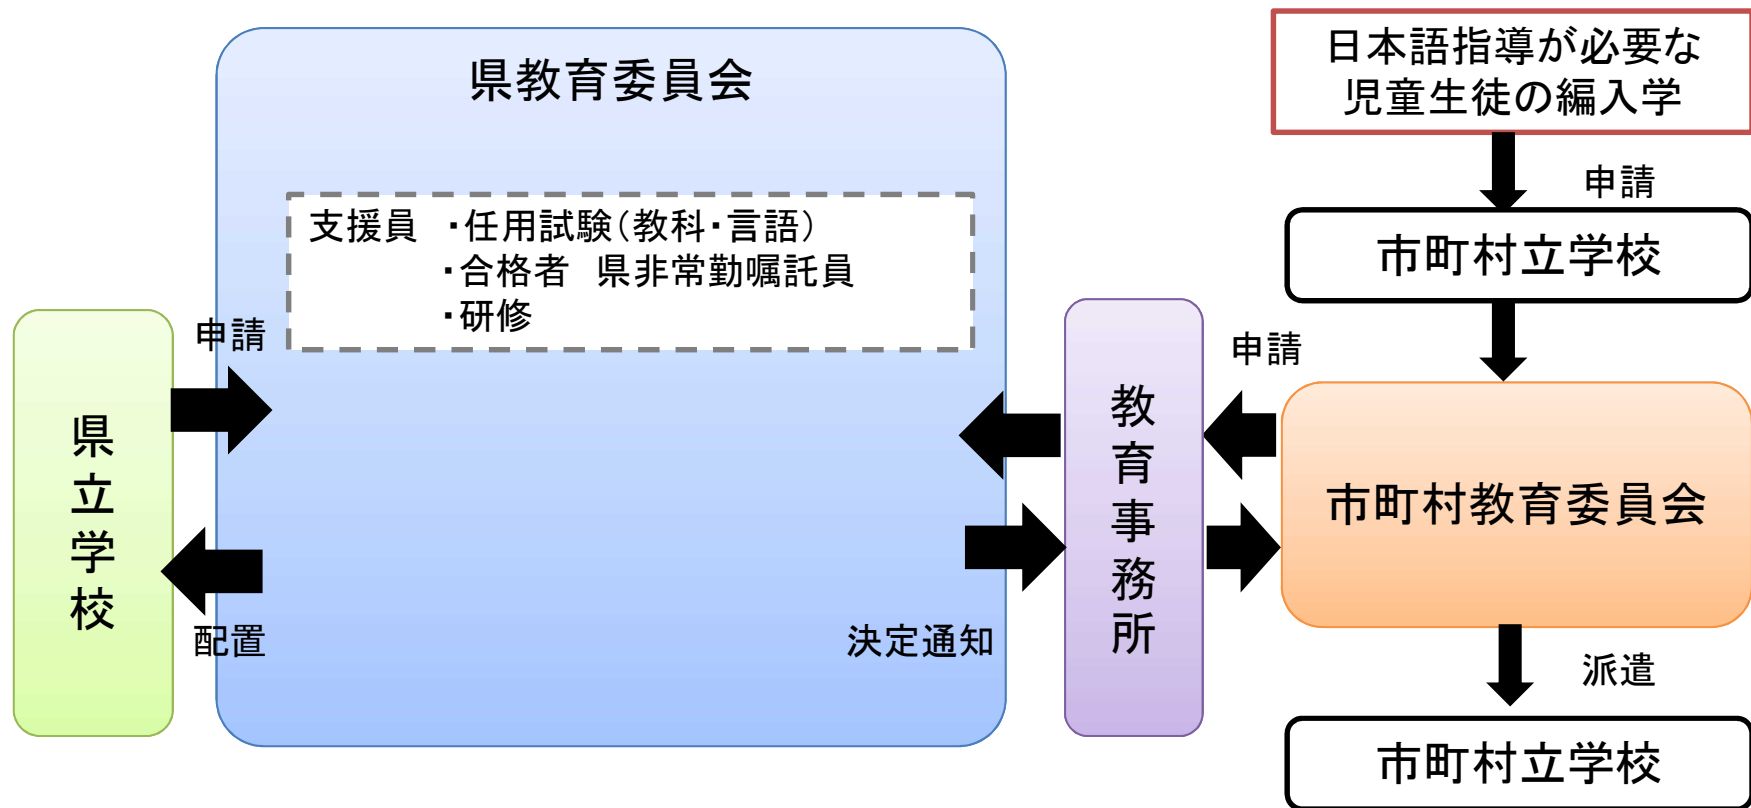 県教育委員会
支援員　・任用試験（教科・言語）
・合格者　県非常勤嘱託員
・研修
県立学校
申請
配置
決定通知
教育事務所
申請
日本語指導が必要な
児童生徒の編入学
申請
市町村立学校
市町村教育委員会
派遣
市町村立学校